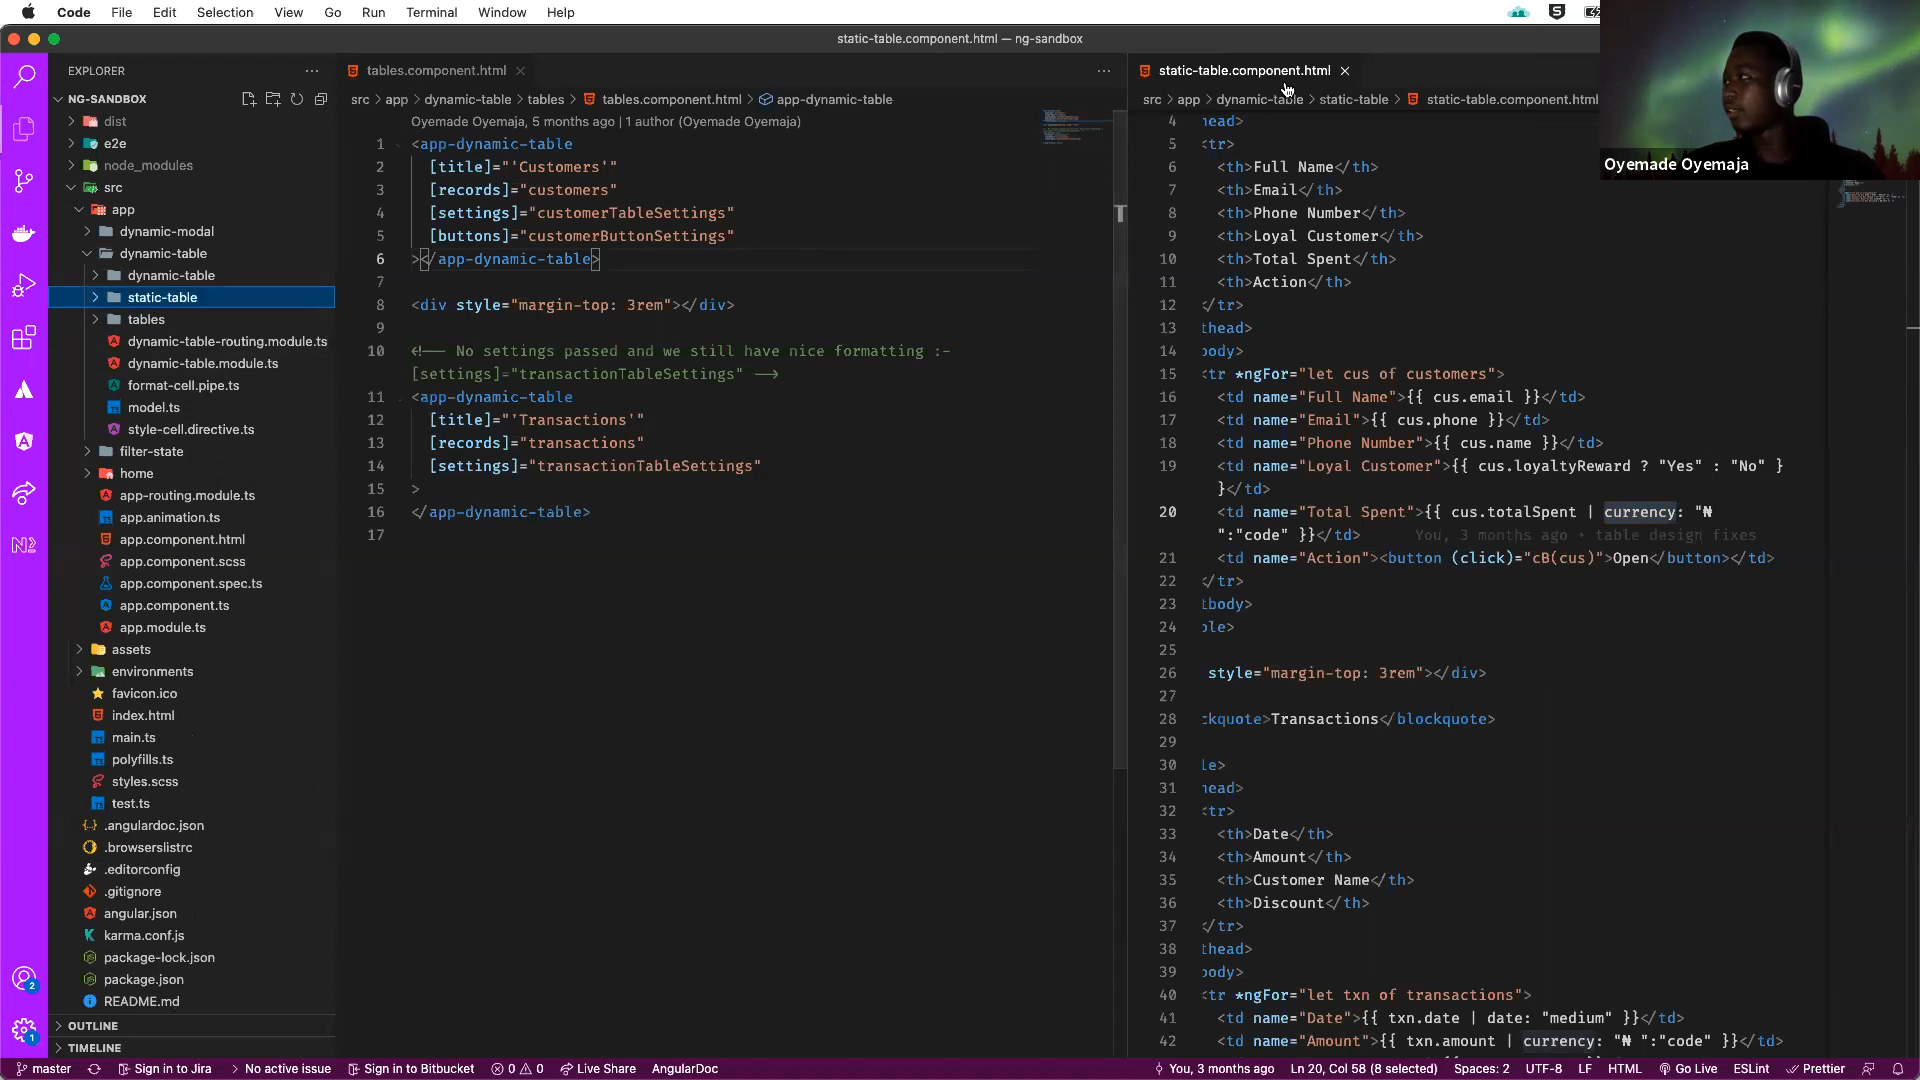 Code File Edit Selection View Go Run Terminal Window Help
static-table.component.html — ng-sandbox
Oyemade Oyemaja
EXPLORER
NG-SANDBOX
dist
e2e
node_modules
src
app
dynamic-modal
dynamic-table
dynamic-table
static-table
tables
dynamic-table-routing.module.ts
dynamic-table.module.ts
format-cell.pipe.ts
model.ts
style-cell.directive.ts
filter-state
home
app-routing.module.ts
app.animation.ts
app.component.html
app.component.scss
app.component.spec.ts
app.component.ts
app.module.ts
assets
environments
favicon.ico
index.html
main.ts
polyfills.ts
styles.scss
test.ts
.angulardoc.json
.browserslistrc
.editorconfig
.gitignore
angular.json
karma.conf.js
package-lock.json
package.json
README.md
OUTLINE
TIMELINE
2
1
tables.component.html
src > app > dynamic-table > tables > tables.component.html > app-dynamic-table
Oyemade Oyemaja, 5 months ago | 1 author (Oyemade Oyemaja)
1 <app-dynamic-table
2 [title]="'Customers'"
3 [records]="customers"
4 [settings]="customerTableSettings"
5 [buttons]="customerButtonSettings"
6 ></app-dynamic-table>
7
8 <div style="margin-top: 3rem"></div>
9
10 <!-- No settings passed and we still have nice formatting :-
[settings]="transactionTableSettings" -->
11 <app-dynamic-table
12 [title]="'Transactions'"
13 [records]="transactions"
14 [settings]="transactionTableSettings"
15 >
16 </app-dynamic-table>
17
static-table.component.html
src > app > dynamic-table > static-table > static-table.component.html
4 head>
5 <tr>
6 <th>Full Name</th>
7 <th>Email</th>
8 <th>Phone Number</th>
9 <th>Loyal Customer</th>
10 <th>Total Spent</th>
11 <th>Action</th>
12 </tr>
13 thead>
14 body>
15 <tr *ngFor="let cus of customers">
16 <td name="Full Name">{{ cus.email }}</td>
17 <td name="Email">{{ cus.phone }}</td>
18 <td name="Phone Number">{{ cus.name }}</td>
19 <td name="Loyal Customer">{{ cus.loyaltyReward ? "Yes" : "No" }
}</td>
20 <td name="Total Spent">{{ cus.totalSpent | currency: "₦
":"code" }}</td> You, 3 months ago • table design fixes
21 <td name="Action"><button (click)="cB(cus)">Open</button></td>
22 </tr>
23 tbody>
24 ble>
25
26 style="margin-top: 3rem"></div>
27
28 ckquote>Transactions</blockquote>
29
30 le>
31 head>
32 <tr>
33 <th>Date</th>
34 <th>Amount</th>
35 <th>Customer Name</th>
36 <th>Discount</th>
37 </tr>
38 thead>
39 body>
40 <tr *ngFor="let txn of transactions">
41 <td name="Date">{{ txn.date | date: "medium" }}</td>
42 <td name="Amount">{{ txn.amount | currency: "₦ ":"code" }}</td>
master Sign in to Jira No active issue Sign in to Bitbucket 0 0 Live Share AngularDoc You, 3 months ago Ln 20, Col 58 (8 selected) Spaces: 2 UTF-8 LF HTML Go Live ESLint Prettier